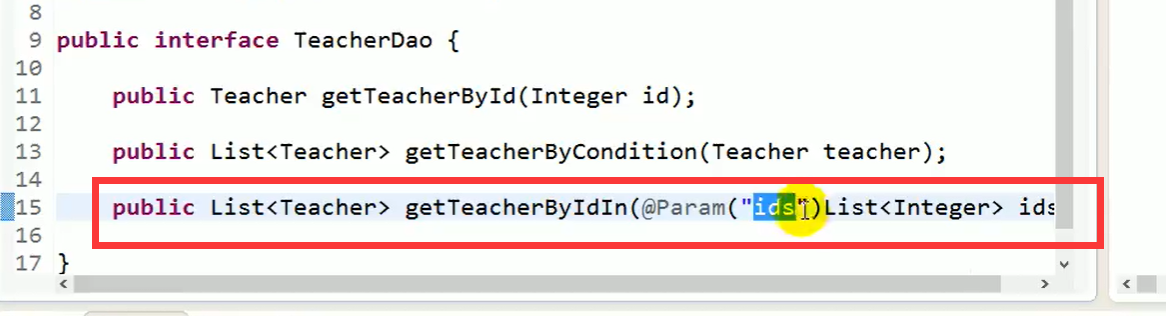 8
9 public interface TeacherDao {
10
11 public Teacher getTeacherById(Integer id);
12
13 public List<Teacher> getTeacherByCondition(Teacher teacher);
14
15 public List<Teacher> getTeacherByIdIn(@Param("ids")List<Integer> ids
16
17 }